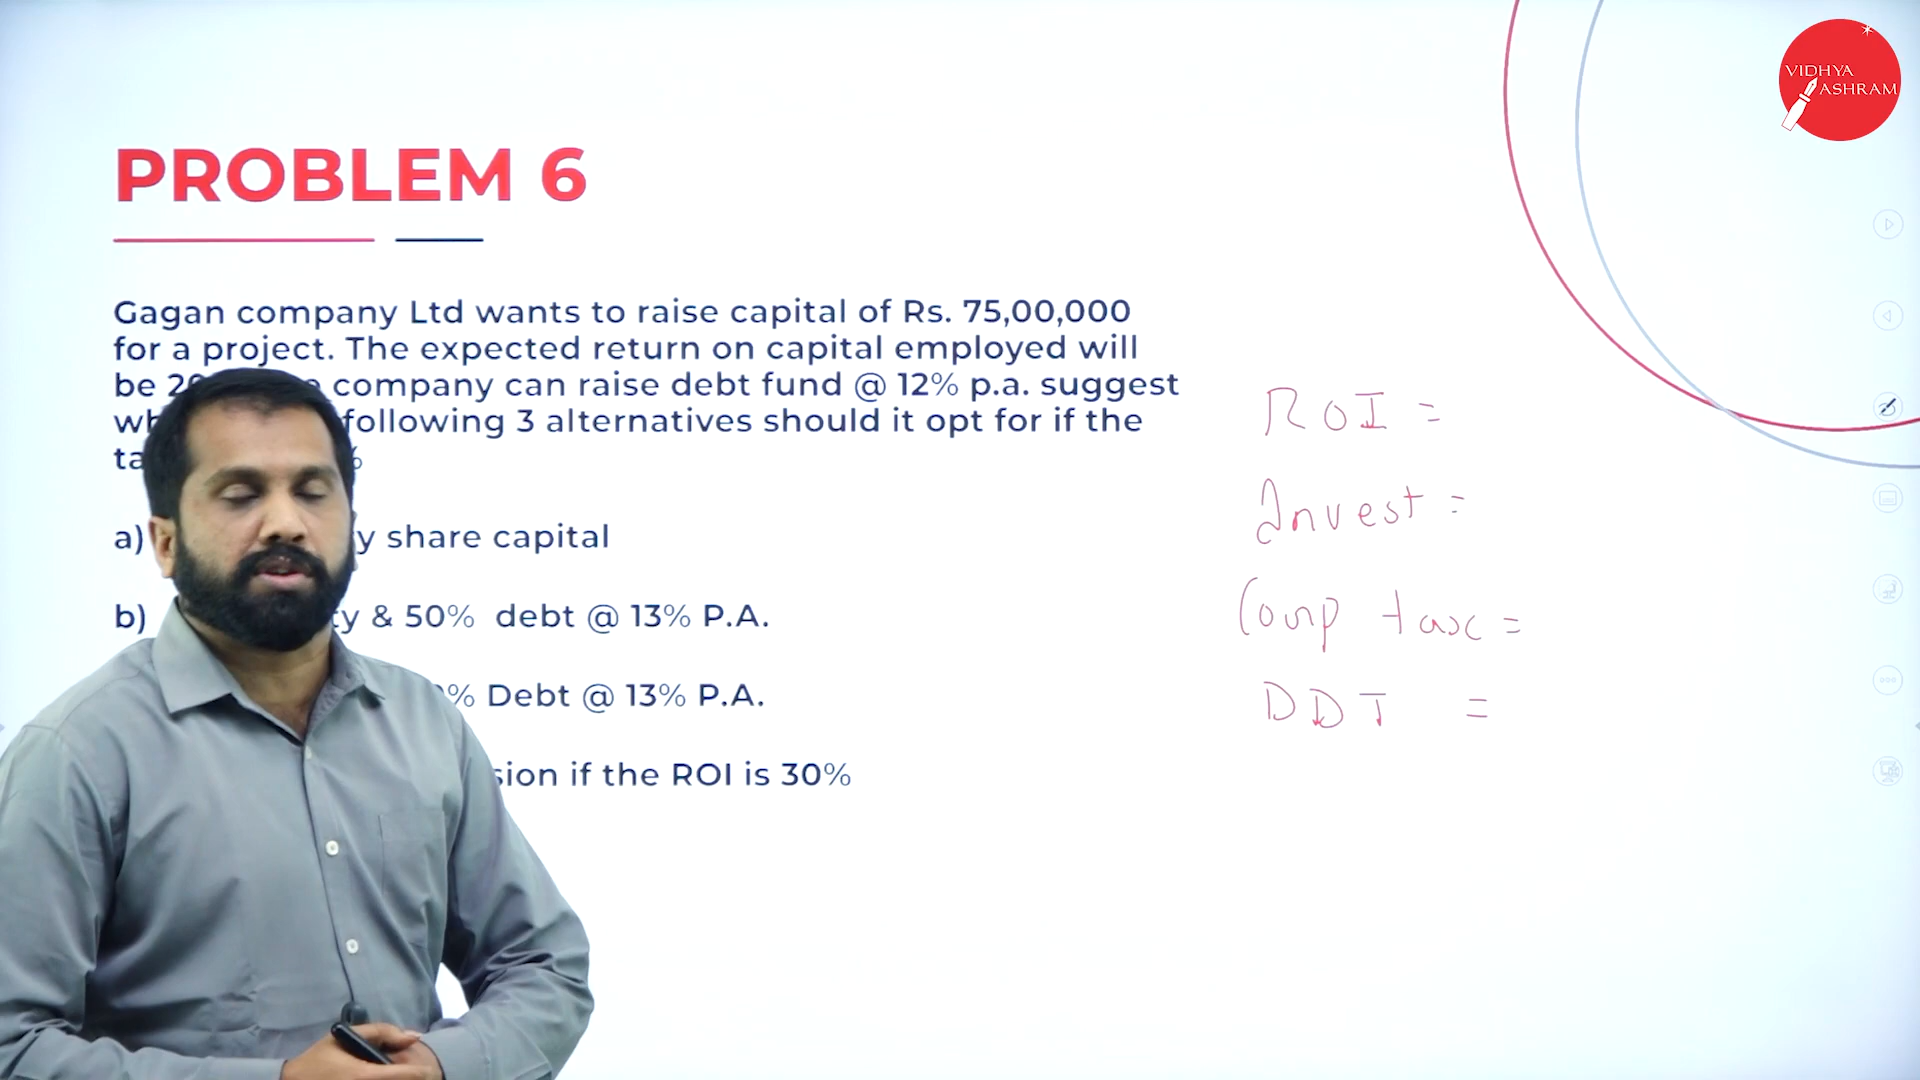 VIDHYA
ASHRAM
PROBLEM 6
Gagan company Ltd wants to raise capital of Rs. 75,00,000
for a project. The expected return on capital employed will
be company can raise debt fund @ 12% p.a. suggest
following 3 alternatives should it opt for if the
a) share capital
b) & 50% debt @ 13% P.A.
% Debt @ 13% P.A.
if the ROI is 30%
ROI =
Invest =
Comp tax =
DDT =